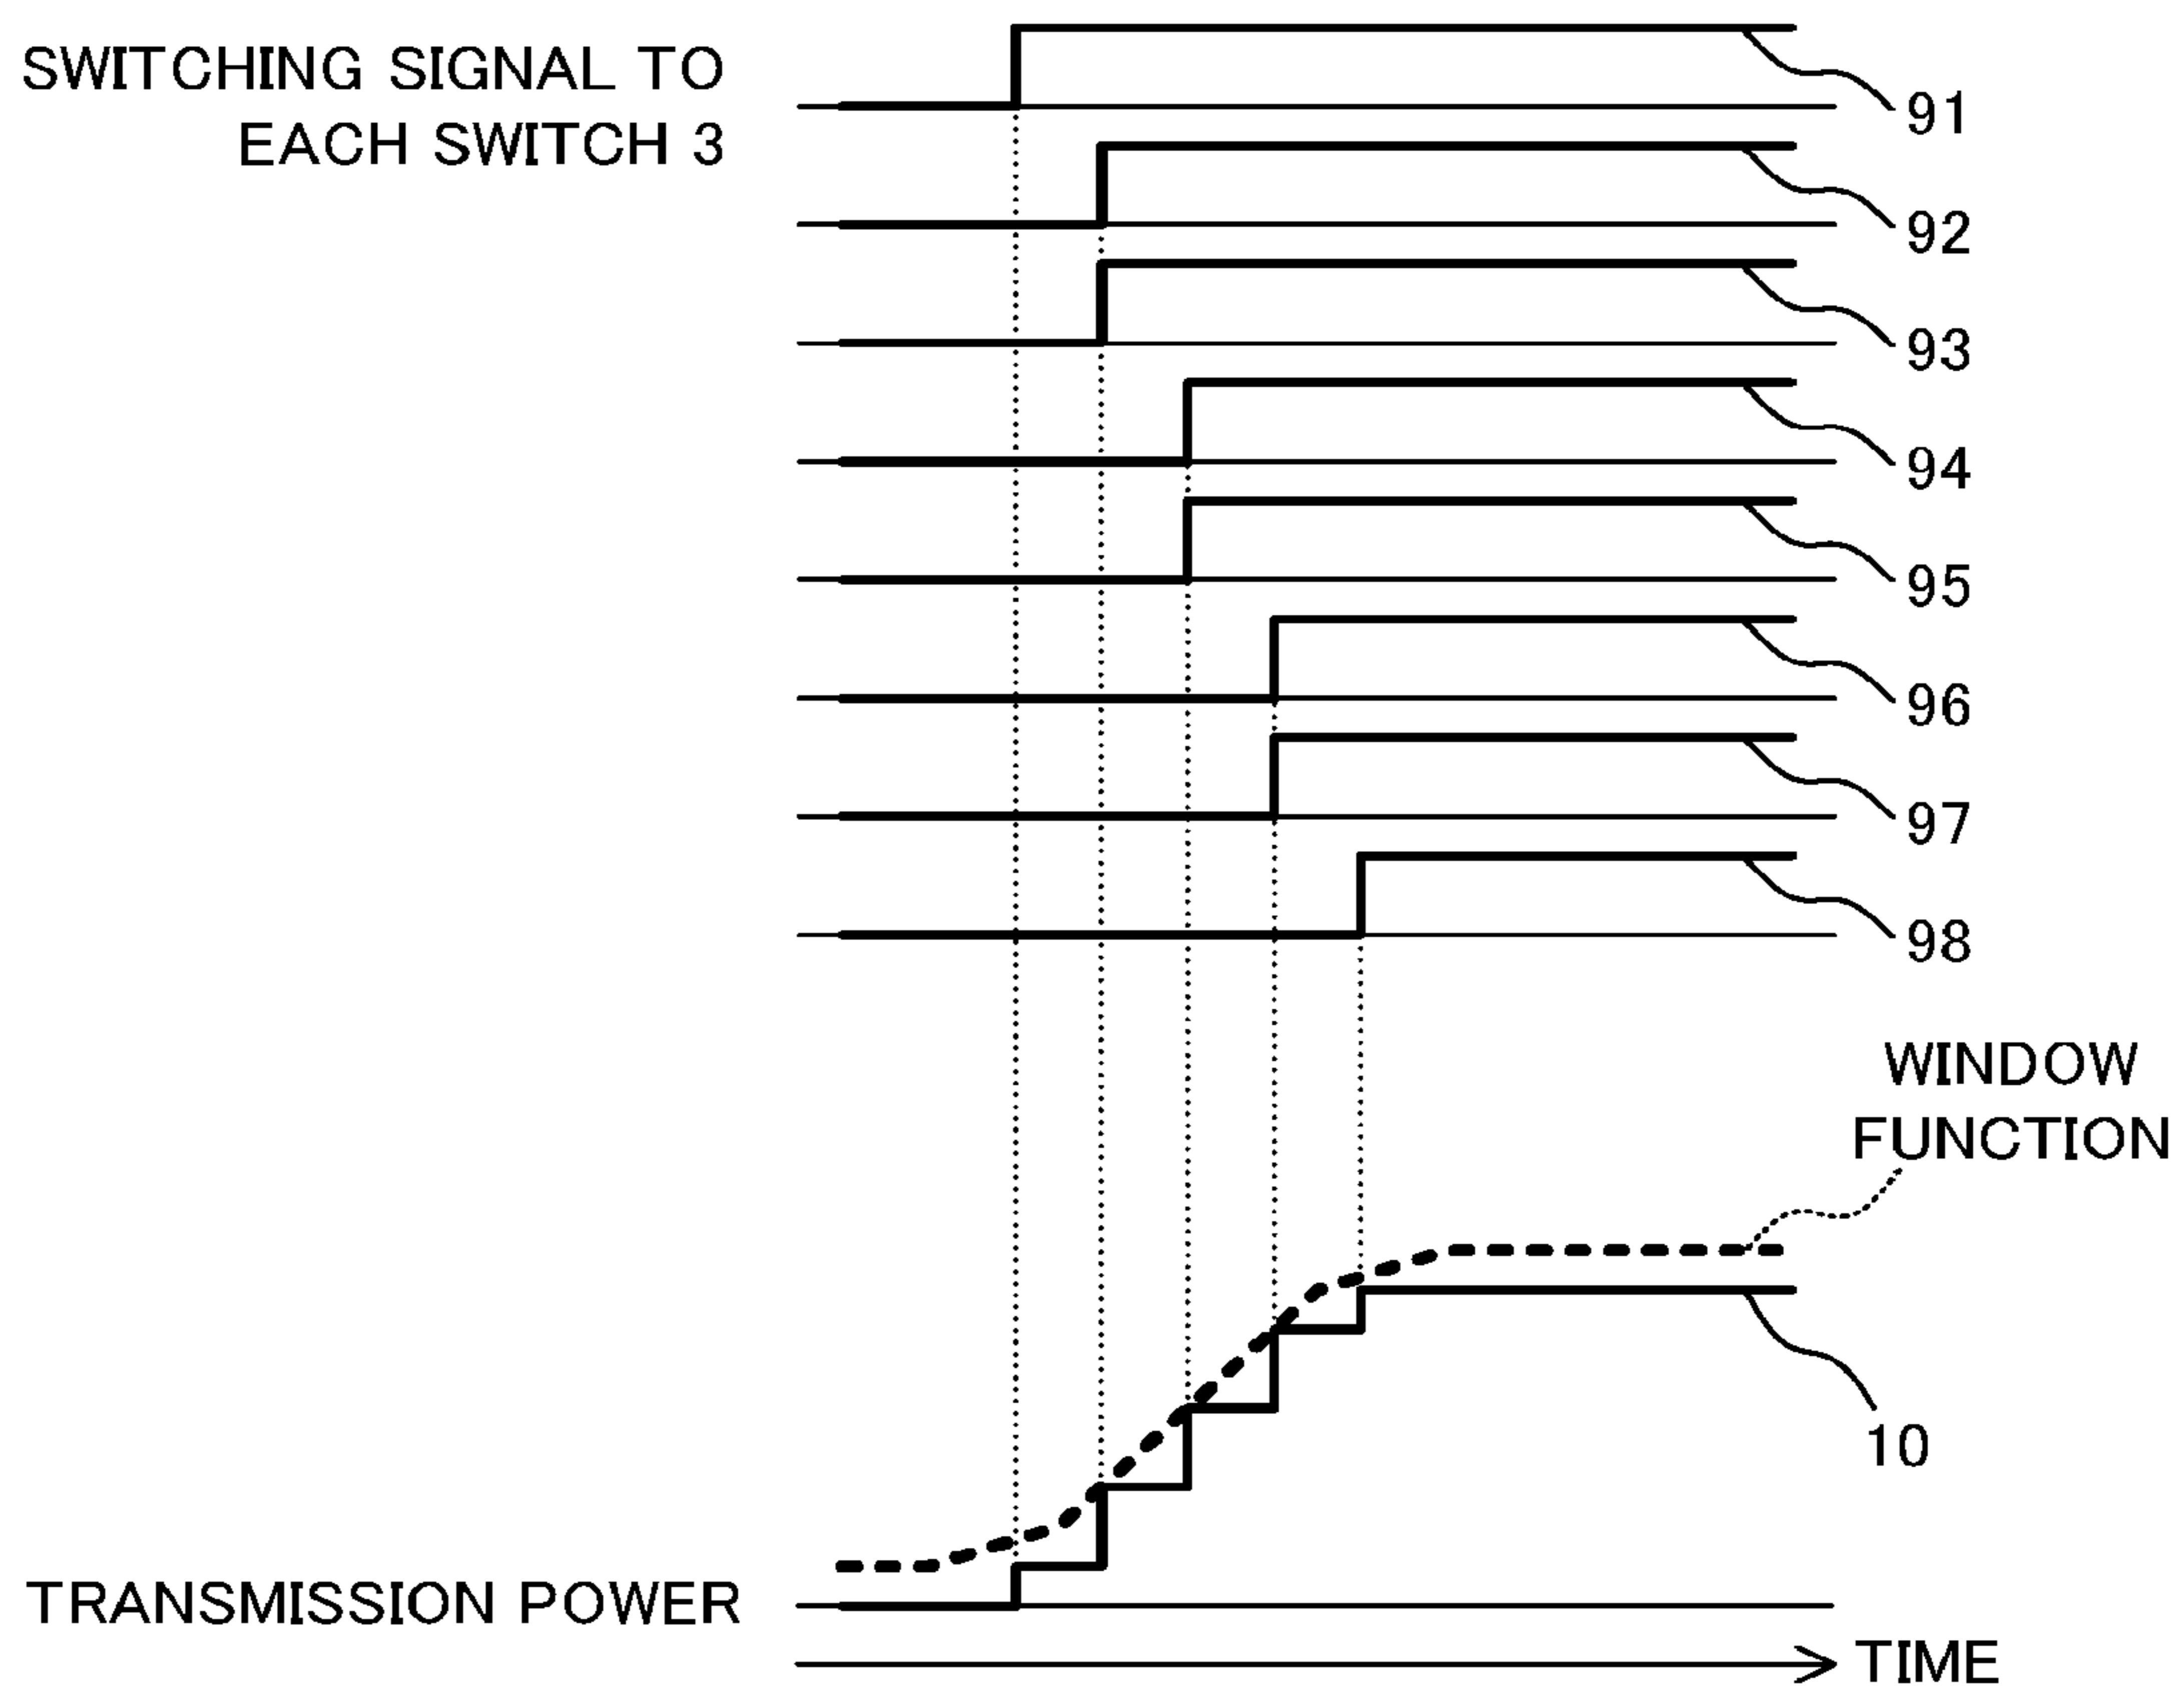 SWITCHING SIGNAL TO
EACH SWITCH 3
91
92
93
94
95
96
97
98
WINDOW
FUNCTION
10
TRANSMISSION POWER
TIME